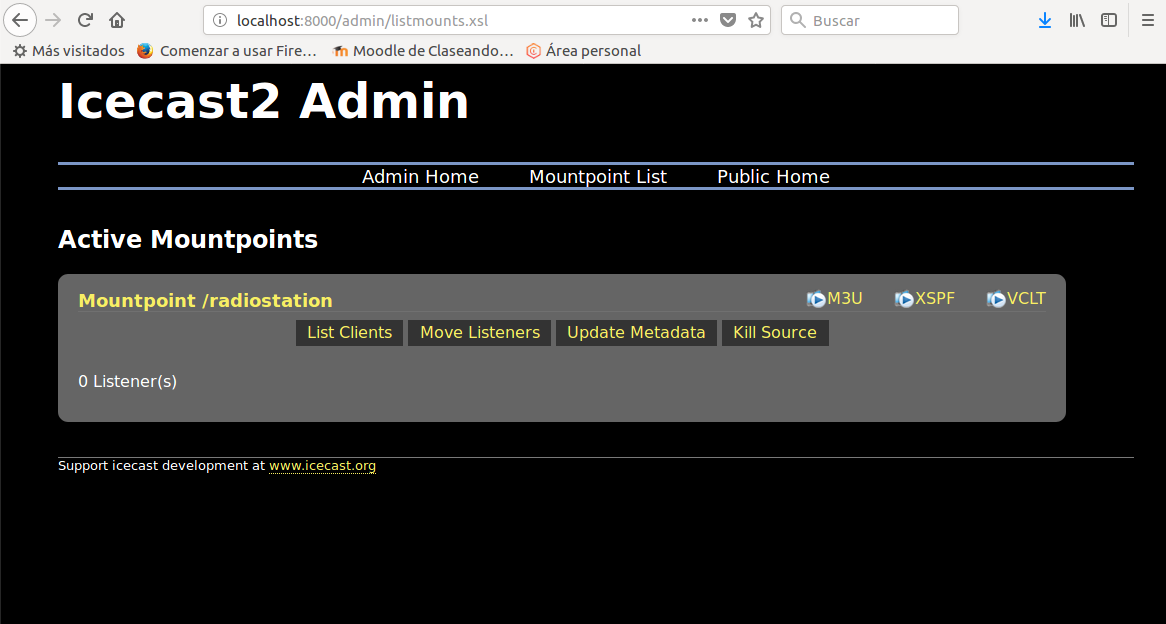 localhost:8000/admin/listmounts.xsl
Buscar
Más visitados Comenzar a usar Fire… Moodle de Claseando… Área personal
Icecast2 Admin
Admin Home Mountpoint List Public Home
Active Mountpoints
Mountpoint /radiostation M3U XSPF VCLT
List Clients Move Listeners Update Metadata Kill Source
0 Listener(s)
Support icecast development at www.icecast.org